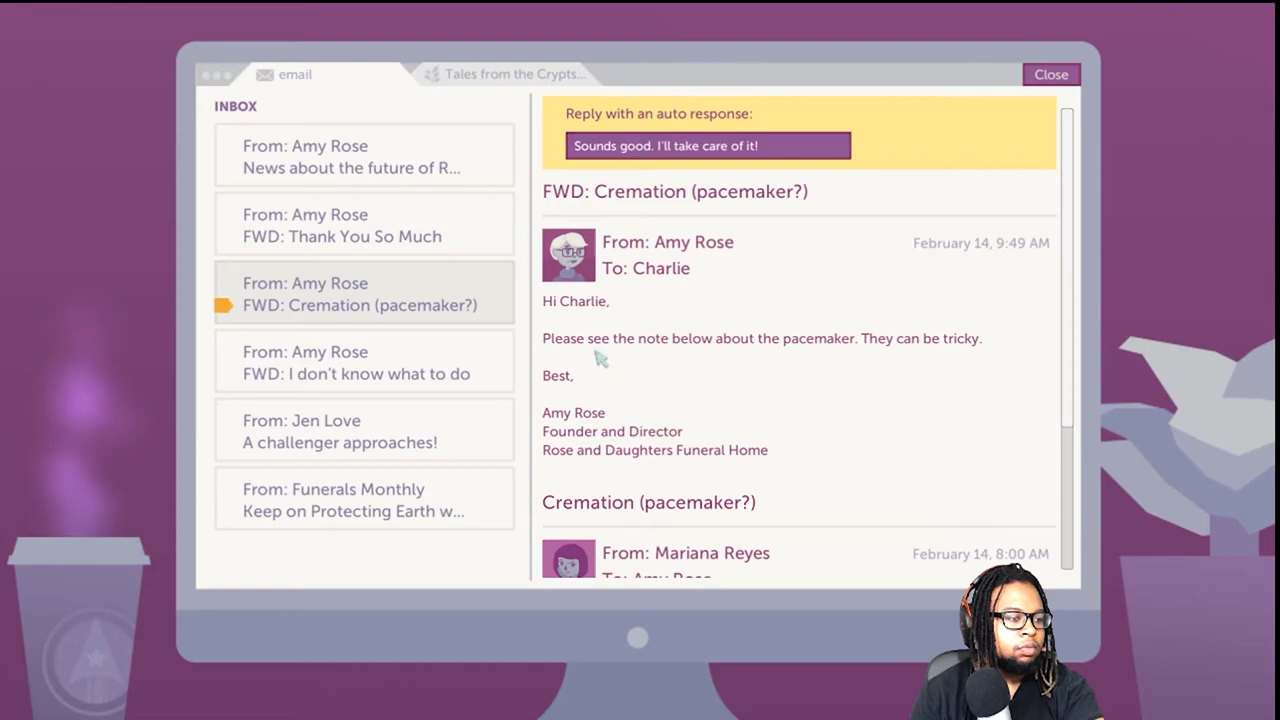 email
Tales from the Crypts...
Close
INBOX
From: Amy Rose
News about the future of R...
From: Amy Rose
FWD: Thank You So Much
From: Amy Rose
FWD: Cremation (pacemaker?)
From: Amy Rose
FWD: I don't know what to do
From: Jen Love
A challenger approaches!
From: Funerals Monthly
Keep on Protecting Earth w...
Reply with an auto response:
Sounds good. I'll take care of it!
FWD: Cremation (pacemaker?)
From: Amy Rose
February 14, 9:49 AM
To: Charlie
Hi Charlie,
Please see the note below about the pacemaker. They can be tricky.
Best,
Amy Rose
Founder and Director
Rose and Daughters Funeral Home
Cremation (pacemaker?)
From: Mariana Reyes
February 14, 8:00 AM
To: Amy Rose